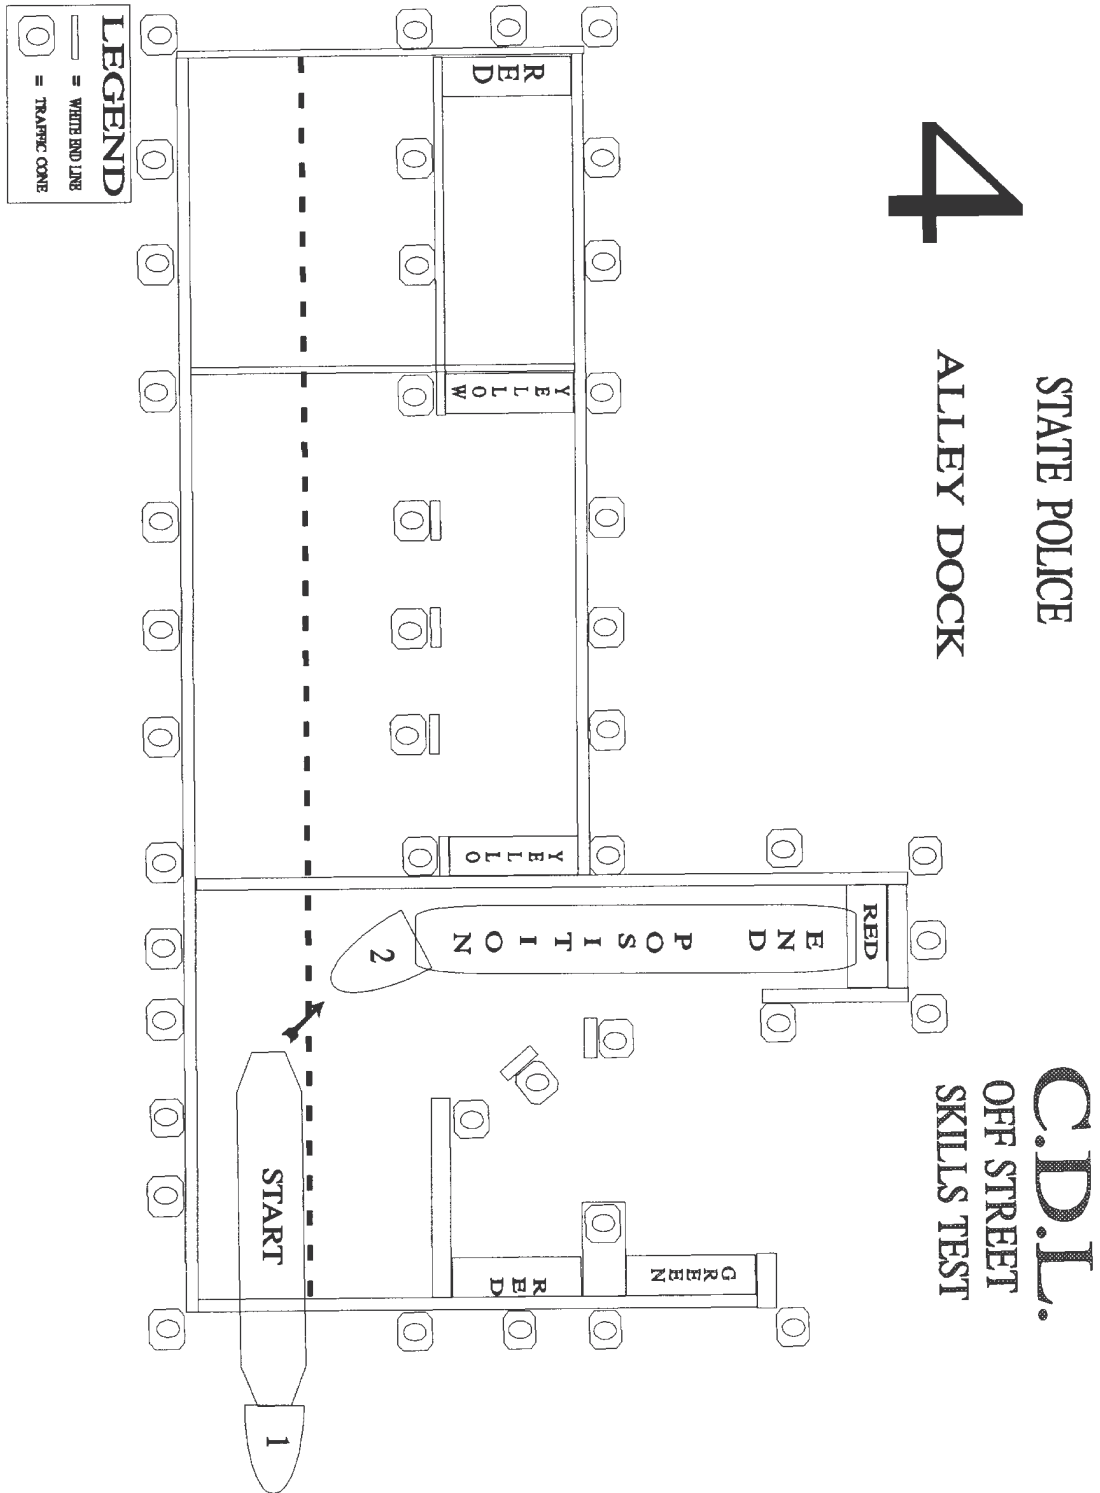 STATE POLICE
C.D.L.
OFF STREET
SKILLS TEST
4
ALLEY DOCK
RED
YELLOW
YELLO
RED
END POSITION
2
GREEN
RED
START
1
LEGEND
= WHITE END LINE
= TRAFFIC CONE